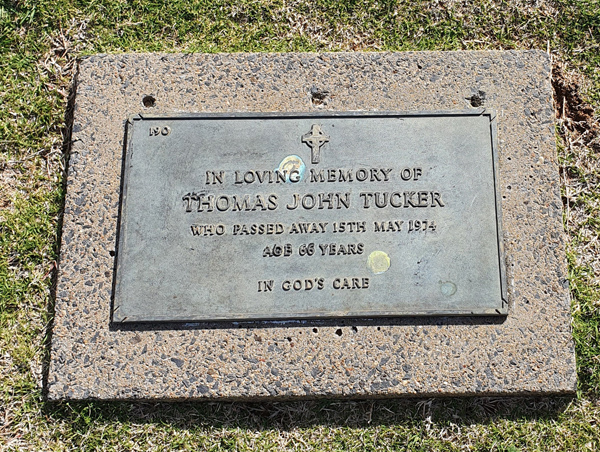 190
IN LOVING MEMORY OF
THOMAS JOHN TUCKER
WHO PASSED AWAY 15TH MAY 1974
AGE 66 YEARS
IN GOD'S CARE